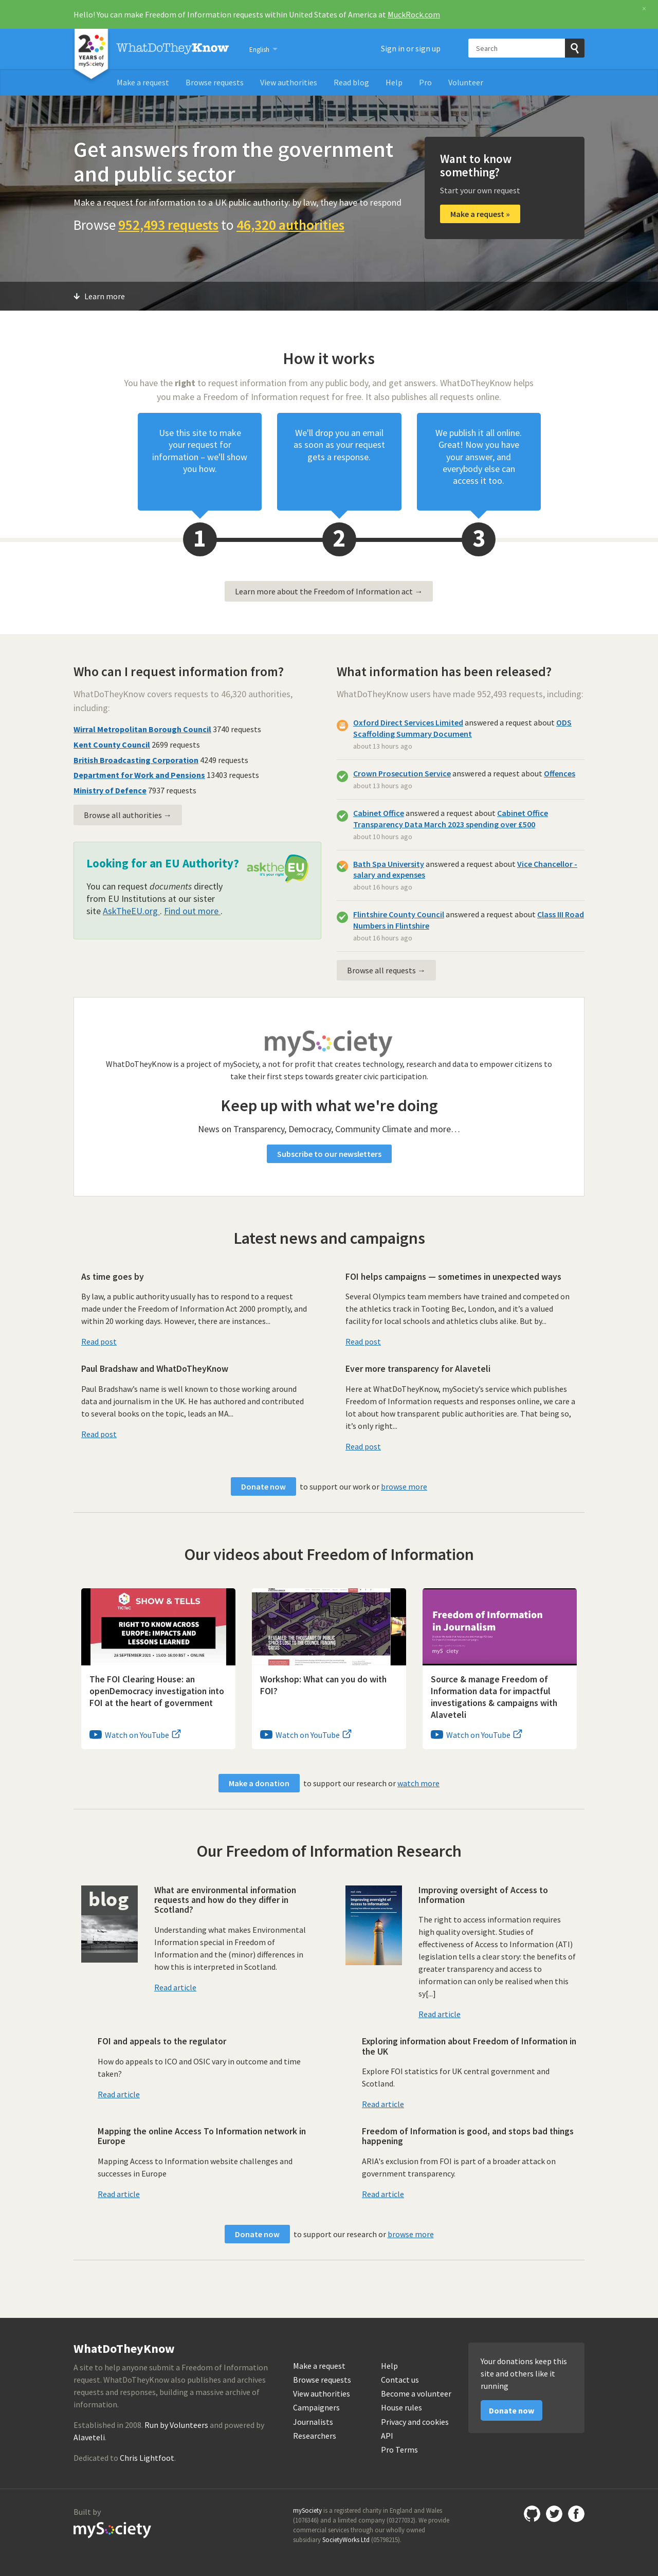 Hello! You can make Freedom of Information requests within United States of America at MuckRock.com
×
20
YEARS of
mySociety
WhatDoTheyKnow
English
Sign in or sign up
Search
Make a request
Browse requests
View authorities
Read blog
Help
Pro
Volunteer
Get answers from the government
and public sector
Make a request for information to a UK public authority: by law, they have to respond
Browse 952,493 requests to 46,320 authorities
Want to know
something?
Start your own request
Make a request »
Learn more
How it works
You have the right to request information from any public body, and get answers. WhatDoTheyKnow helps
you make a Freedom of Information request for free. It also publishes all requests online.
Use this site to make
your request for
information – we'll show
you how.
We'll drop you an email
as soon as your request
gets a response.
We publish it all online.
Great! Now you have
your answer, and
everybody else can
access it too.
1
2
3
Learn more about the Freedom of Information act →
Who can I request information from?
WhatDoTheyKnow covers requests to 46,320 authorities,
including:
Wirral Metropolitan Borough Council 3740 requests
Kent County Council 2699 requests
British Broadcasting Corporation 4249 requests
Department for Work and Pensions 13403 requests
Ministry of Defence 7937 requests
Browse all authorities →
Looking for an EU Authority?
asktheEU
it's your right
You can request documents directly
from EU Institutions at our sister
site AskTheEU.org . Find out more .
What information has been released?
WhatDoTheyKnow users have made 952,493 requests, including:
Oxford Direct Services Limited answered a request about ODS
Scaffolding Summary Document
about 13 hours ago
Crown Prosecution Service answered a request about Offences
about 13 hours ago
Cabinet Office answered a request about Cabinet Office
Transparency Data March 2023 spending over £500
about 10 hours ago
Bath Spa University answered a request about Vice Chancellor -
salary and expenses
about 16 hours ago
Flintshire County Council answered a request about Class III Road
Numbers in Flintshire
about 16 hours ago
Browse all requests →
mySociety
WhatDoTheyKnow is a project of mySociety, a not for profit that creates technology, research and data to empower citizens to
take their first steps towards greater civic participation.
Keep up with what we're doing
News on Transparency, Democracy, Community Climate and more…
Subscribe to our newsletters
Latest news and campaigns
As time goes by
By law, a public authority usually has to respond to a request
made under the Freedom of Information Act 2000 promptly, and
within 20 working days. However, there are instances...
Read post
FOI helps campaigns — sometimes in unexpected ways
Several Olympics team members have trained and competed on
the athletics track in Tooting Bec, London, and it's a valued
facility for local schools and athletics clubs alike. But by...
Read post
Paul Bradshaw and WhatDoTheyKnow
Paul Bradshaw's name is well known to those working around
data and journalism in the UK. He has authored and contributed
to several books on the topic, leads an MA...
Read post
Ever more transparency for Alaveteli
Here at WhatDoTheyKnow, mySociety's service which publishes
Freedom of Information requests and responses online, we care a
lot about how transparent public authorities are. That being so,
it's only right...
Read post
Donate now to support our work or browse more
Our videos about Freedom of Information
SHOW & TELLS
RIGHT TO KNOW ACROSS
EUROPE: IMPACTS AND
LESSONS LEARNED
REVEALED: THE THOUSANDS OF PUBLIC
SPACES LOST TO THE COUNCIL FUNDING
CRISIS
Freedom of Information
in Journalism
mySociety
The FOI Clearing House: an
openDemocracy investigation into
FOI at the heart of government
Watch on YouTube
Workshop: What can you do with
FOI?
Watch on YouTube
Source & manage Freedom of
Information data for impactful
investigations & campaigns with
Alaveteli
Watch on YouTube
Make a donation to support our research or watch more
Our Freedom of Information Research
blog
What are environmental information
requests and how do they differ in
Scotland?
Understanding what makes Environmental
Information special in Freedom of
Information and the (minor) differences in
how this is interpreted in Scotland.
Read article
Improving oversight of
Access to Information
Improving oversight of Access to
Information
The right to access information requires
high quality oversight. Studies of
effectiveness of Access to Information (ATI)
legislation tells a clear story: the benefits of
greater transparency and access to
information can only be realised when this
sy[...]
Read article
FOI and appeals to the regulator
How do appeals to ICO and OSIC vary in outcome and time
taken?
Read article
Exploring information about Freedom of Information in
the UK
Explore FOI statistics for UK central government and
Scotland.
Read article
Mapping the online Access To Information network in
Europe
Mapping Access to Information website challenges and
successes in Europe
Read article
Freedom of Information is good, and stops bad things
happening
ARIA's exclusion from FOI is part of a broader attack on
government transparency.
Read article
Donate now to support our research or browse more
WhatDoTheyKnow
A site to help anyone submit a Freedom of Information
request. WhatDoTheyKnow also publishes and archives
requests and responses, building a massive archive of
information.
Established in 2008. Run by Volunteers and powered by
Alaveteli.
Dedicated to Chris Lightfoot.
Make a request
Browse requests
View authorities
Campaigners
Journalists
Researchers
Help
Contact us
Become a volunteer
House rules
Privacy and cookies
API
Pro Terms
Your donations keep this
site and others like it
running
Donate now
Built by
mySociety
mySociety is a registered charity in England and Wales
(1076346) and a limited company (03277032). We provide
commercial services through our wholly owned
subsidiary SocietyWorks Ltd (05798215).